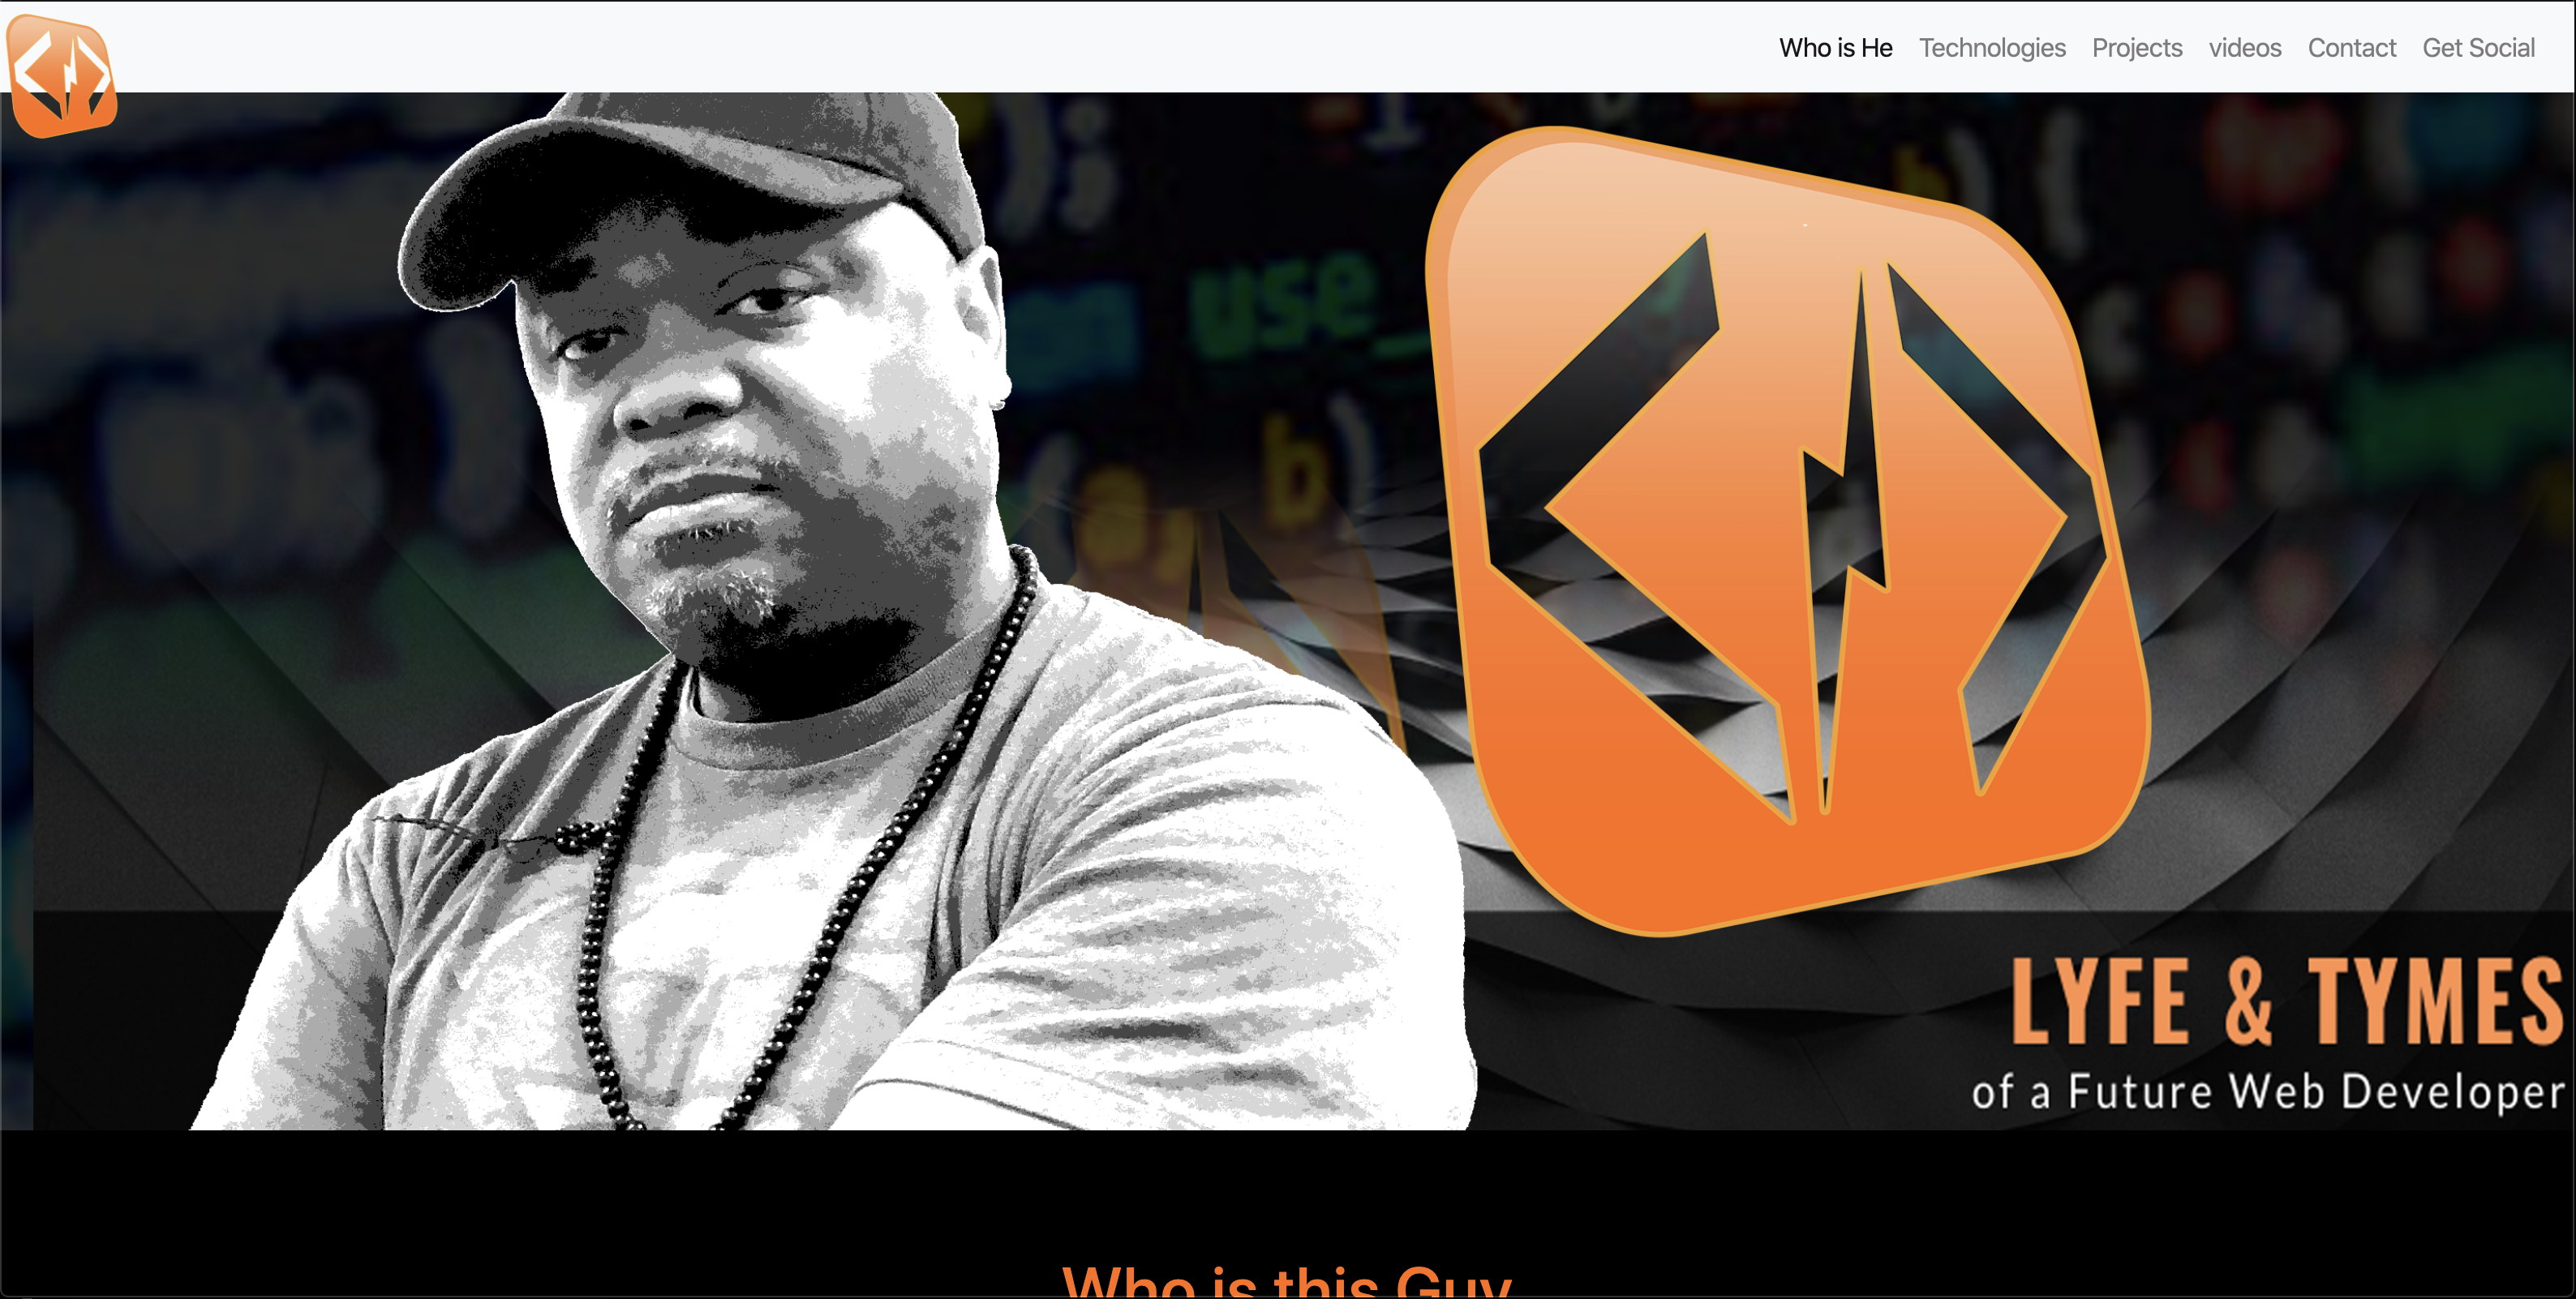 Who is He Technologies Projects videos Contact Get Social
use_
a, b)
LYFE & TYMES
of a Future Web Developer
Who is this Guy